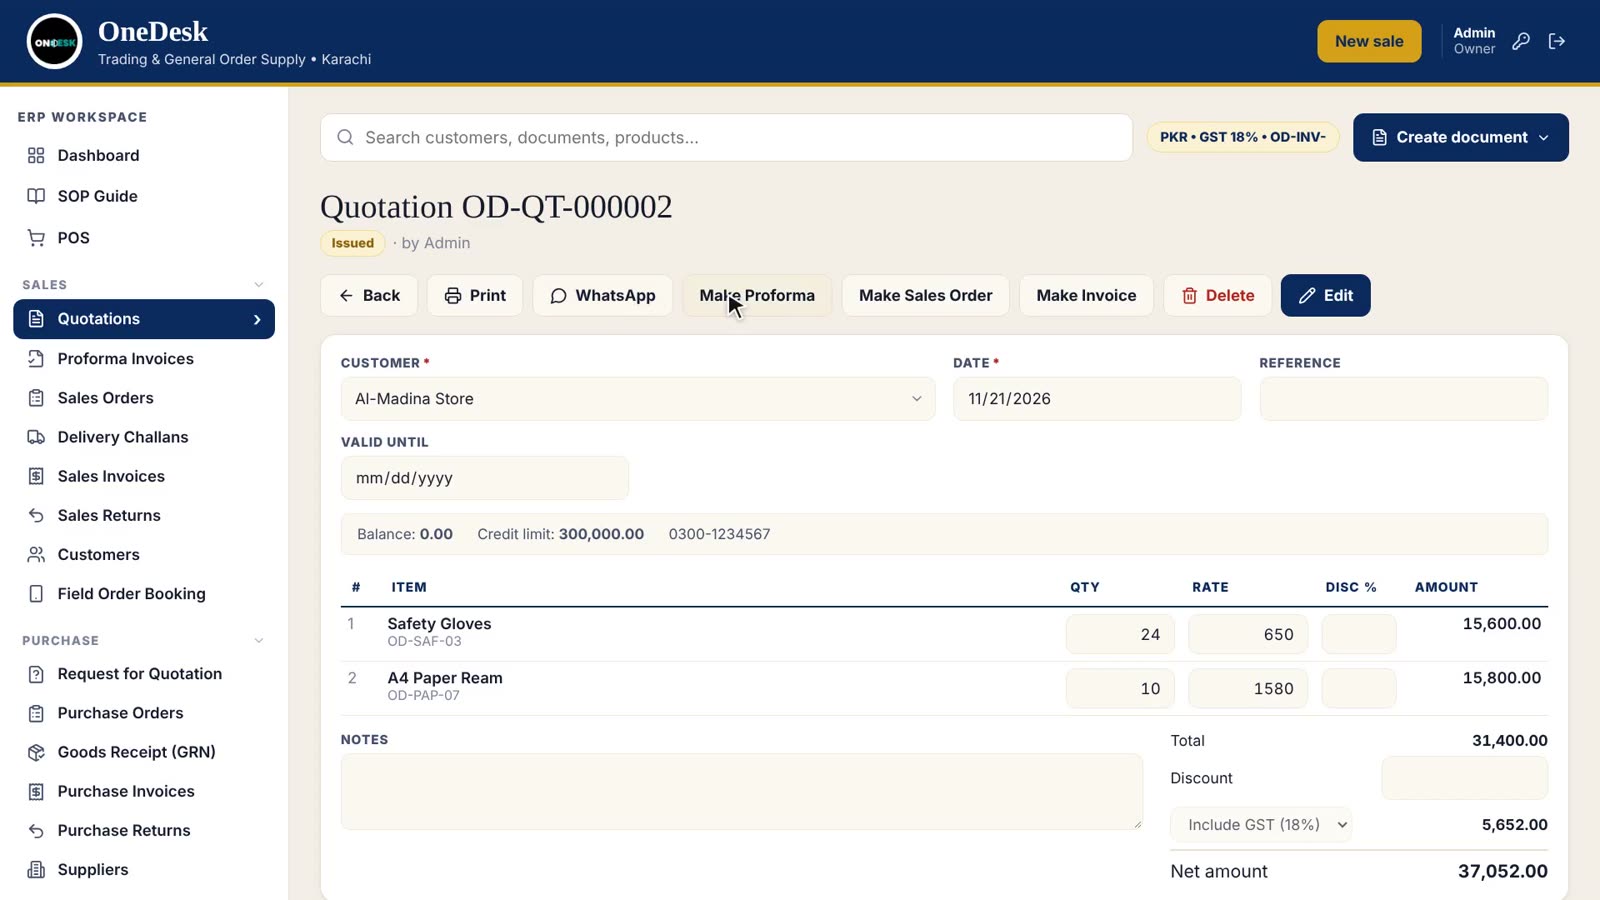 ONEDESK
OneDesk
Trading & General Order Supply • Karachi
New sale
Admin
Owner
ERP WORKSPACE
Dashboard
SOP Guide
POS
SALES
Quotations
Proforma Invoices
Sales Orders
Delivery Challans
Sales Invoices
Sales Returns
Customers
Field Order Booking
PURCHASE
Request for Quotation
Purchase Orders
Goods Receipt (GRN)
Purchase Invoices
Purchase Returns
Suppliers
Search customers, documents, products...
PKR • GST 18% • OD-INV-
Create document
Quotation OD-QT-000002
Issued · by Admin
Back Print WhatsApp Make Proforma Make Sales Order Make Invoice Delete Edit
CUSTOMER * DATE * REFERENCE
Al-Madina Store 11/21/2026
VALID UNTIL
mm/dd/yyyy
Balance: 0.00 Credit limit: 300,000.00 0300-1234567
# ITEM QTY RATE DISC % AMOUNT
1 Safety Gloves 24 650 15,600.00
OD-SAF-03
2 A4 Paper Ream 10 1580 15,800.00
OD-PAP-07
NOTES
Total 31,400.00
Discount
Include GST (18%) 5,652.00
Net amount 37,052.00